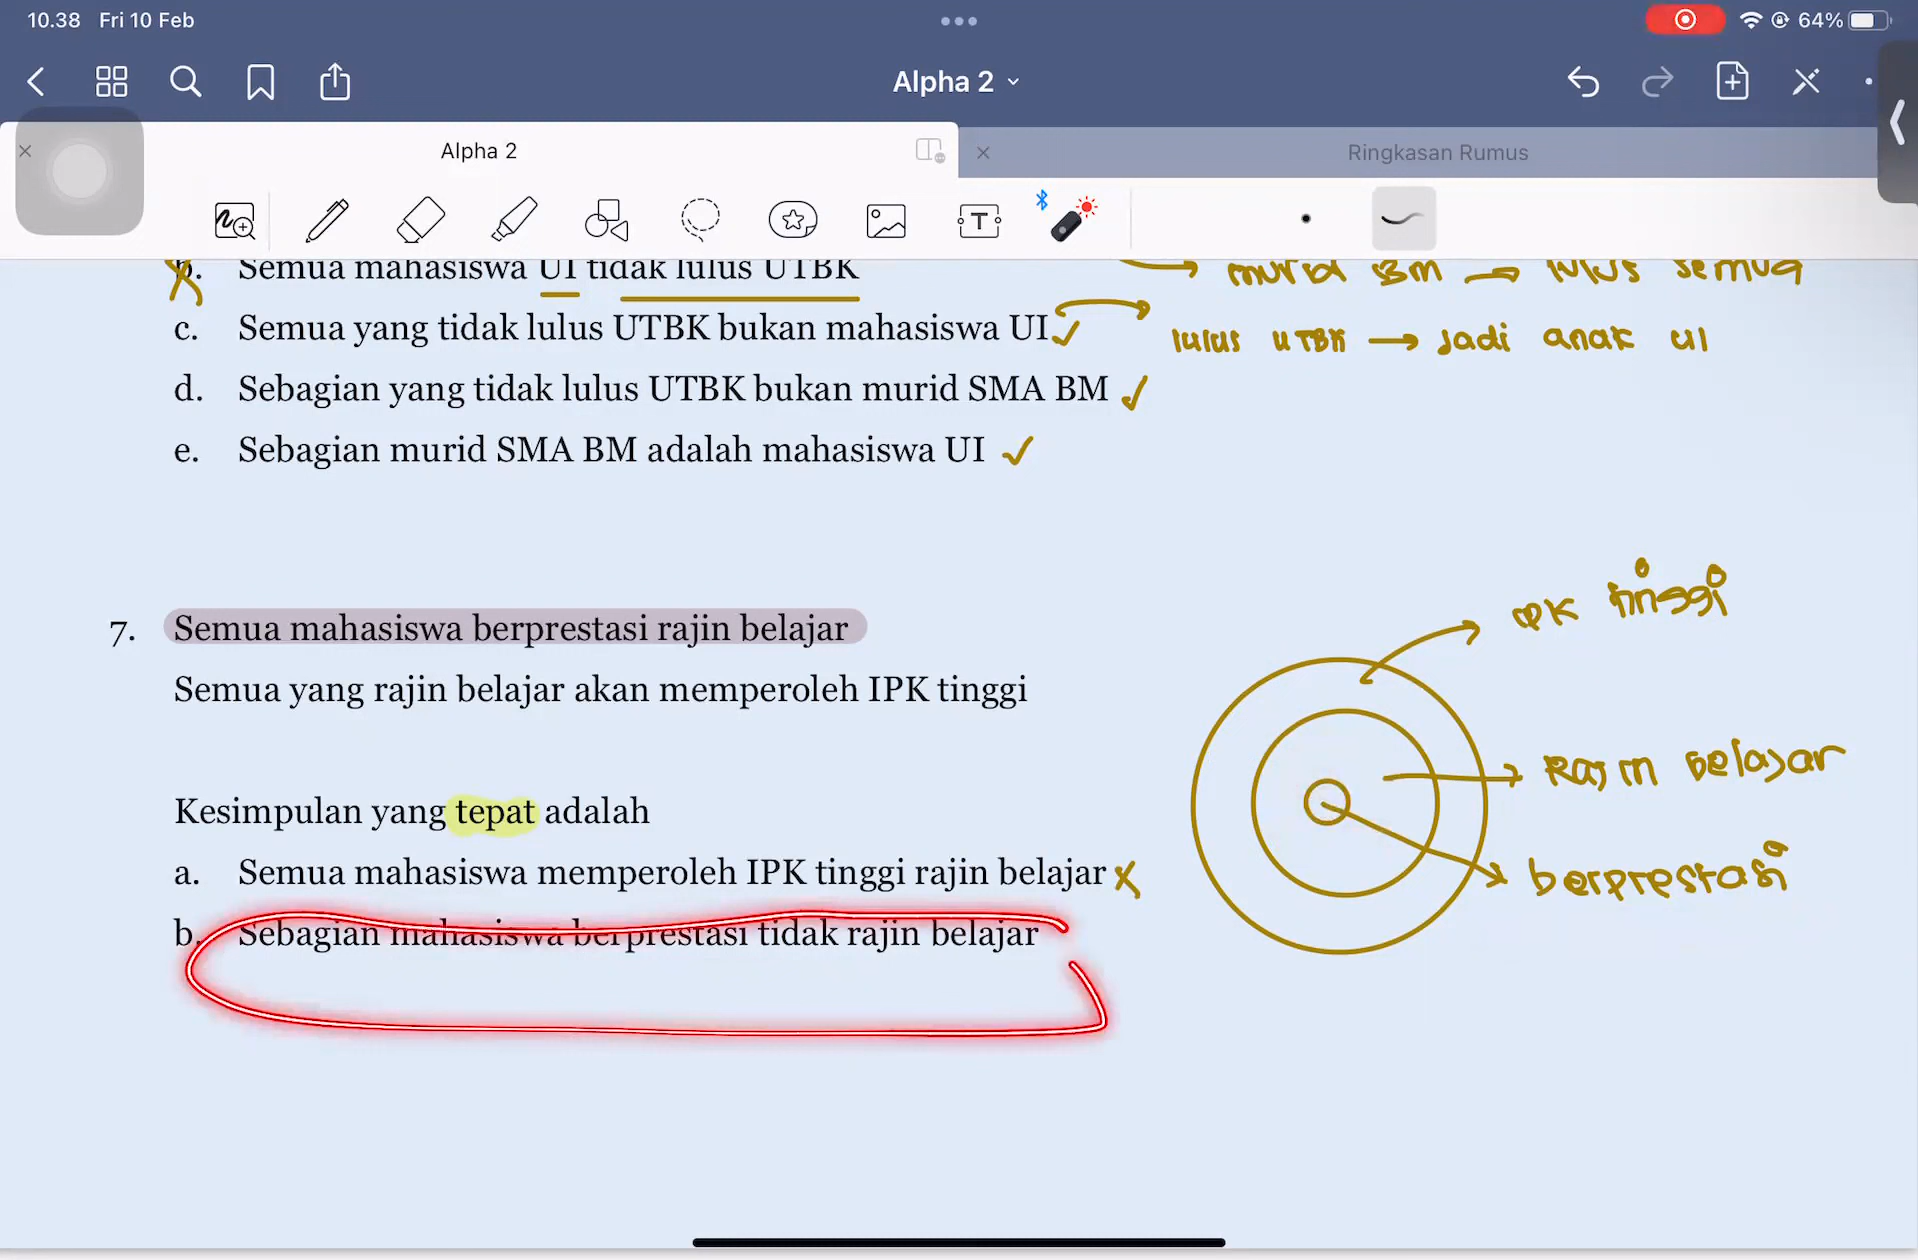 10.38 Fri 10 Feb
64%
Alpha 2
Alpha 2
Ringkasan Rumus
T
b. Semua mahasiswa UI tidak lulus UTBK
murid BM → lulus semua
c. Semua yang tidak lulus UTBK bukan mahasiswa UI ✓
lulus UTBK → Jadi anak UI
d. Sebagian yang tidak lulus UTBK bukan murid SMA BM ✓
e. Sebagian murid SMA BM adalah mahasiswa UI ✓
IPK tinggi
7. Semua mahasiswa berprestasi rajin belajar
Semua yang rajin belajar akan memperoleh IPK tinggi
Rajin belajar
Kesimpulan yang tepat adalah
a. Semua mahasiswa memperoleh IPK tinggi rajin belajar x
berprestasi
b. Sebagian mahasiswa berprestasi tidak rajin belajar